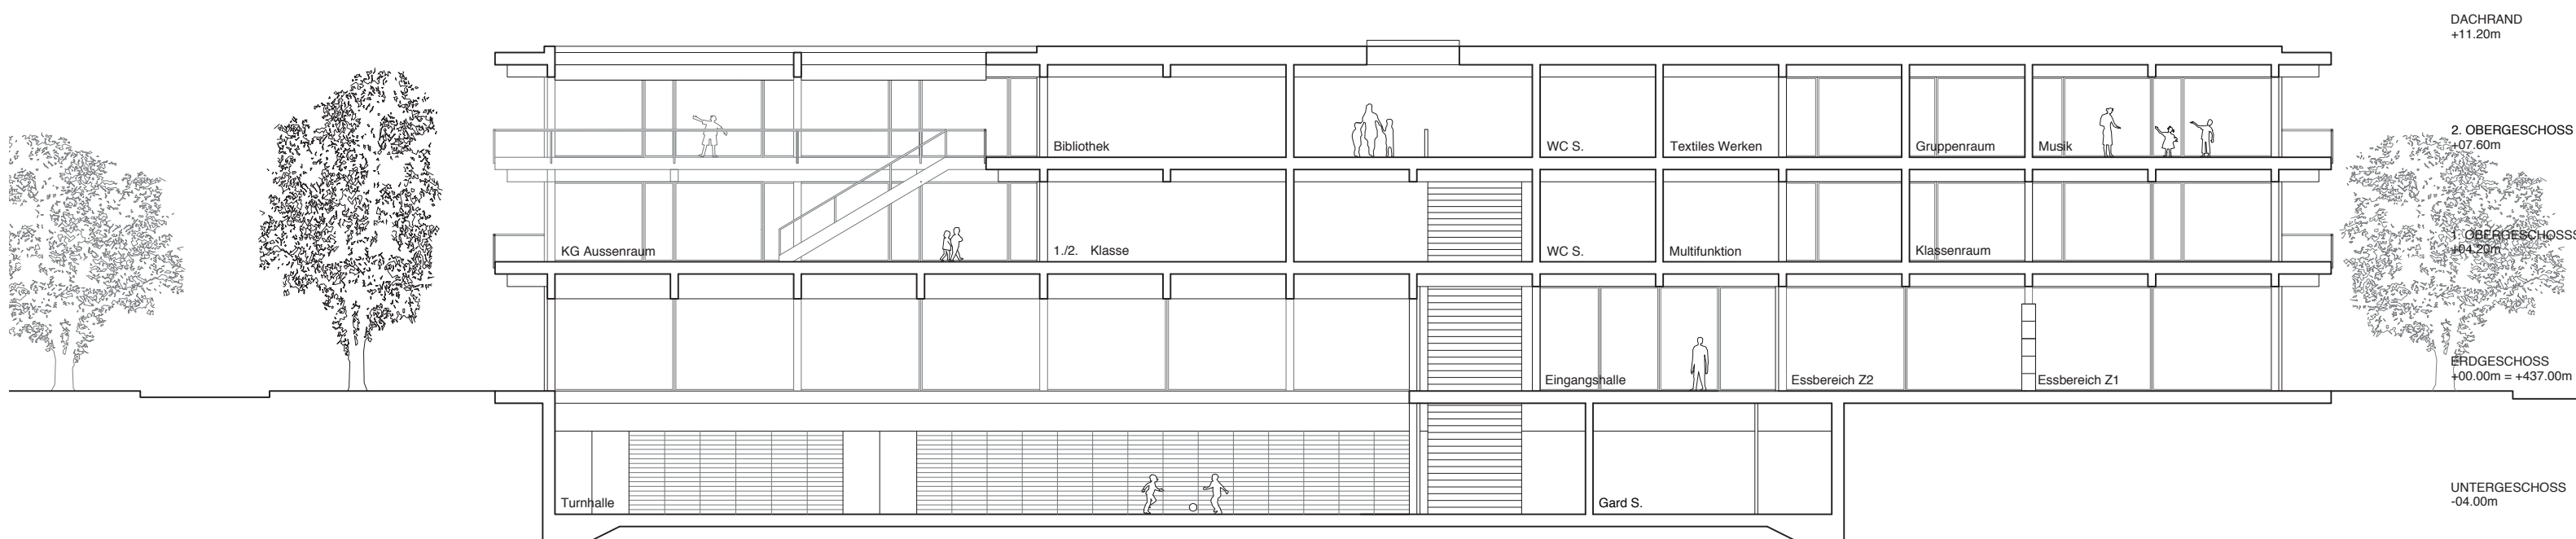 DACHRAND
+11.20m
2. OBERGESCHOSS
+07.60m
Bibliothek
WC S.
Textiles Werken
Gruppenraum
Musik
1. OBERGESCHOSSS
+04.20m
KG Aussenraum
1./2. Klasse
WC S.
Multifunktion
Klassenraum
ERDGESCHOSS
+00.00m = +437.00m
Eingangshalle
Essbereich Z2
Essbereich Z1
UNTERGESCHOSS
-04.00m
Turnhalle
Gard S.